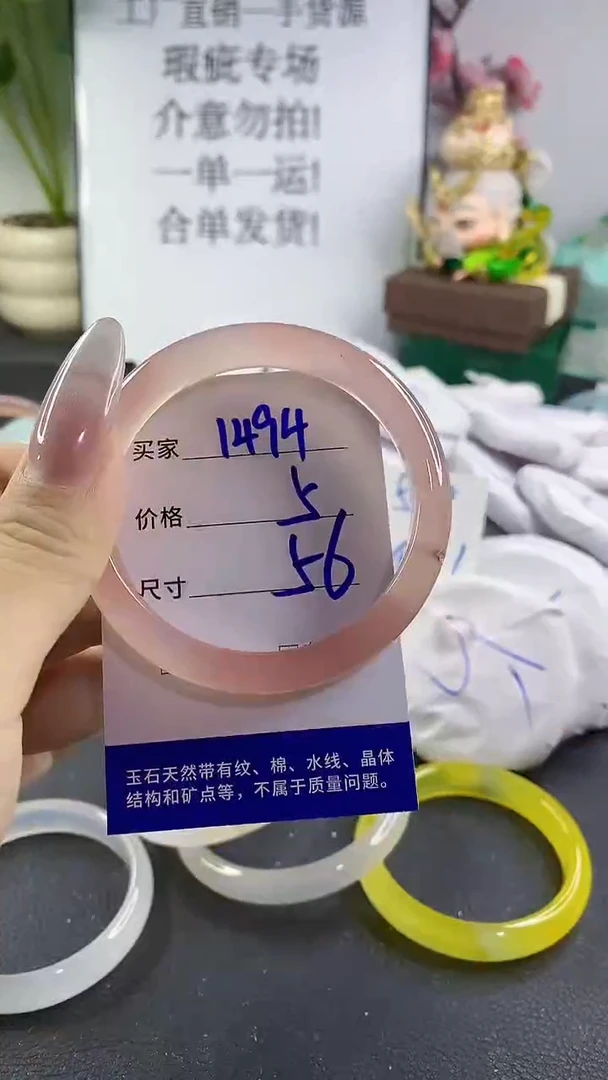 工厂直销一手货源
瑕疵专场
介意勿拍!
一单一运!
合单发货!
买家 1494
价格 5
尺寸 56
玉石天然带有纹、棉、水线、晶体
结构和矿点等，不属于质量问题。